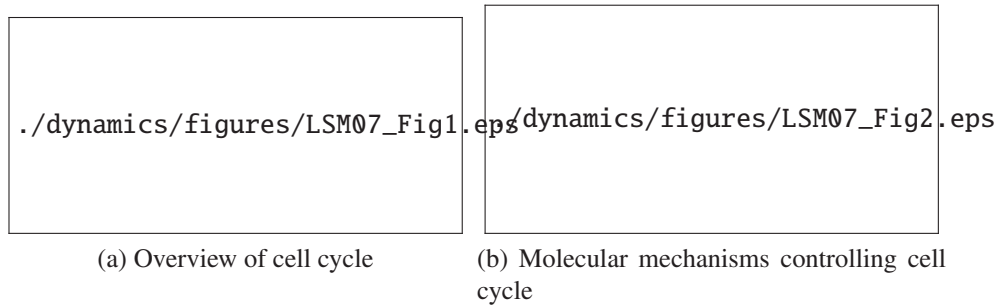 ./dynamics/figures/LSM07_Fig1.eps
./dynamics/figures/LSM07_Fig2.eps
(a) Overview of cell cycle
(b) Molecular mechanisms controlling cell
cycle